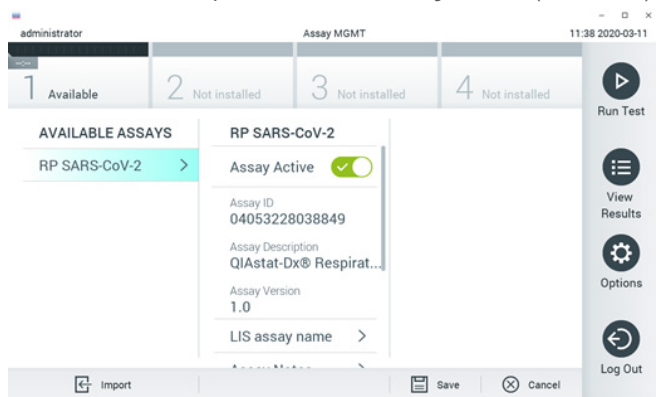 administrator Assay MGMT 11:38 2020-03-11
1 Available 2 Not installed 3 Not installed 4 Not installed
Run Test
AVAILABLE ASSAYS
RP SARS-CoV-2
RP SARS-CoV-2
Assay Active
Assay ID
04053228038849
Assay Description
QIAstat-Dx® Respirat...
Assay Version
1.0
LIS assay name
View
Results
Options
Log Out
Import Save Cancel